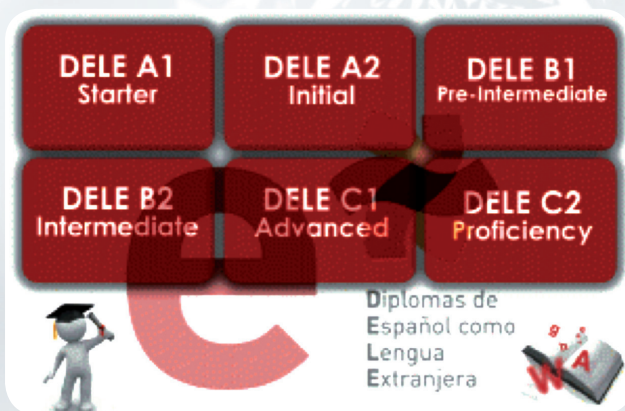 DELE A1
Starter
DELE A2
Initial
DELE B1
Pre-Intermediate
DELE B2
Intermediate
DELE C1
Advanced
DELE C2
Proficiency
Diplomas de
Español como
Lengua
Extranjera
e
W
A